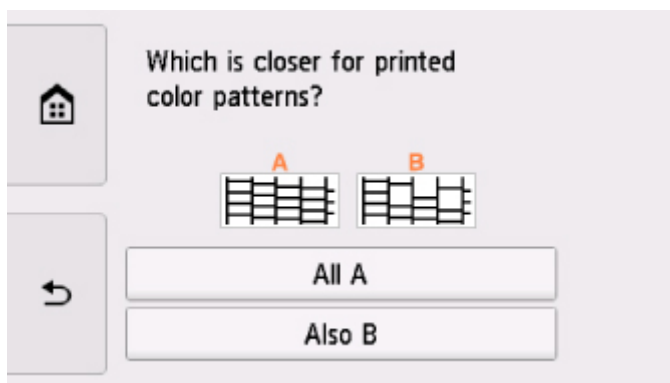 Which is closer for printed
color patterns?
A B
All A
Also B